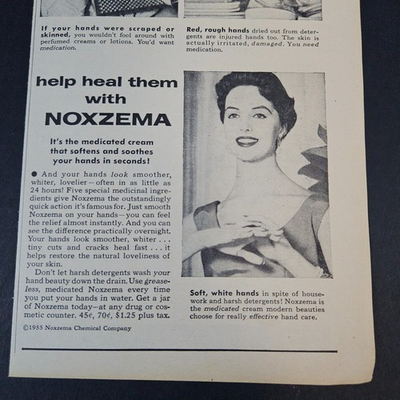 If your hands were scraped or
skinned, you wouldn't fool around with
perfumed creams or lotions. You'd want
medication.
Red, rough hands dried out from deter-
gents are injured hands too. The skin is
actually irritated, damaged. You need
medication.
help heal them
with
NOXZEMA
It's the medicated cream
that softens and soothes
your hands in seconds!
● And your hands look smoother,
whiter, lovelier—often in as little as
24 hours! Five special medicinal ingre-
dients give Noxzema the outstandingly
quick action it's famous for. Just smooth
Noxzema on your hands—you can feel
the relief almost instantly. And you can
see the difference practically overnight.
Your hands look smoother, whiter . . .
tiny cuts and cracks heal fast . . . it
helps restore the natural loveliness of
your skin.
Don't let harsh detergents wash your
hand beauty down the drain. Use grease-
less, medicated Noxzema every time
you put your hands in water. Get a jar
of Noxzema today—at any drug or cos-
metic counter. 45¢, 70¢, $1.25 plus tax.
©1955 Noxzema Chemical Company
Soft, white hands in spite of house-
work and harsh detergents! Noxzema is
the medicated cream modern beauties
choose for really effective hand care.